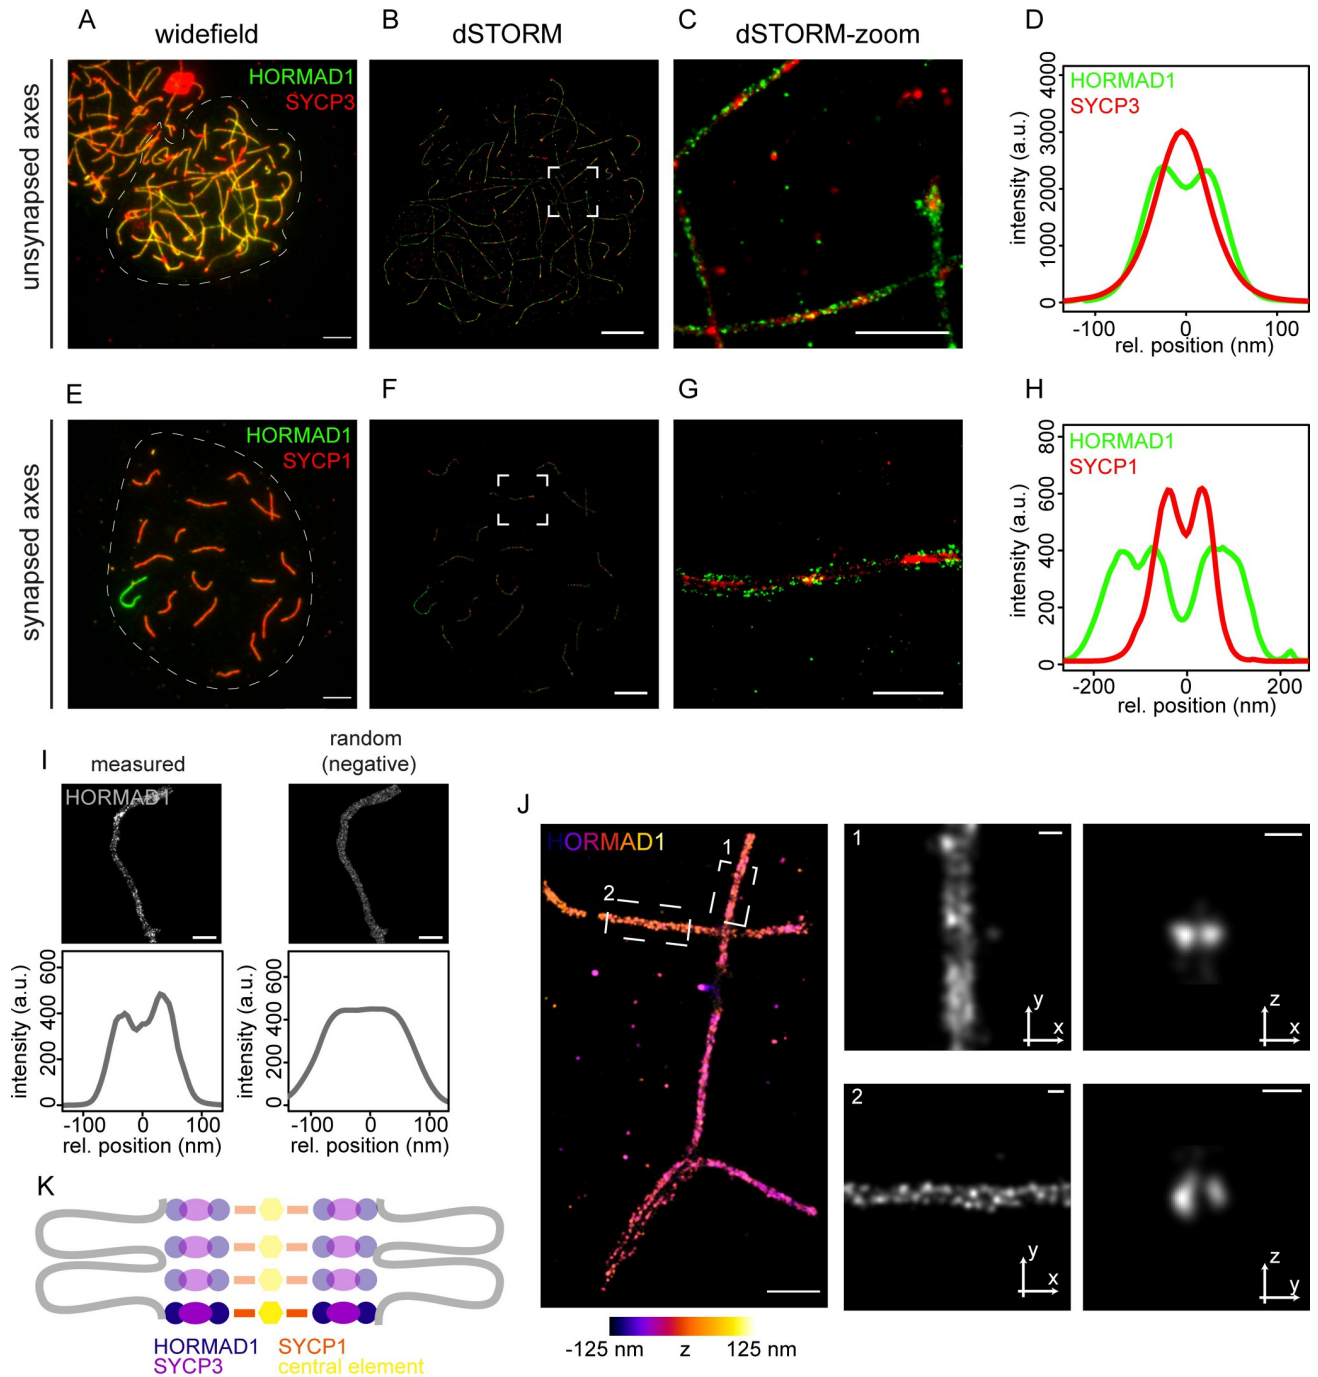 A
widefield
B
dSTORM
C
dSTORM-zoom
D
unsynapsed axes
HORMAD1
SYCP3
HORMAD1
SYCP3
intensity (a.u.)
4000
3000
2000
1000
0
-100 0 100
rel. position (nm)
E
F
G
H
synapsed axes
HORMAD1
SYCP1
HORMAD1
SYCP1
intensity (a.u.)
800
600
400
200
0
-200 0 200
rel. position (nm)
I
measured
random
(negative)
HORMAD1
intensity (a.u.)
600
400
200
0
-100 0 100
rel. position (nm)
intensity (a.u.)
600
400
200
0
-100 0 100
rel. position (nm)
J
HORMAD1
1
2
-125 nm z 125 nm
1
y
x
z
x
2
y
x
z
y
K
HORMAD1 SYCP1
SYCP3 central element